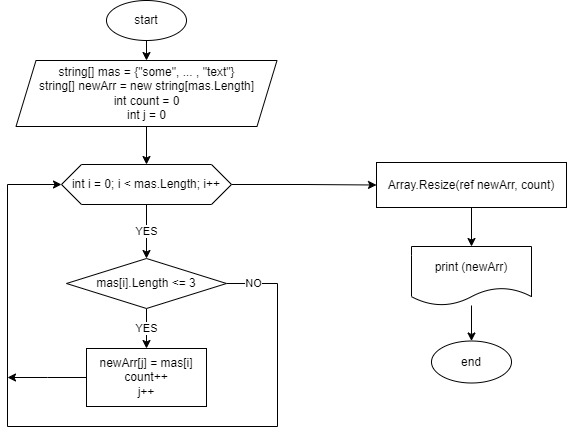 start
string[] mas = {"some", ... , "text"}
string[] newArr = new string[mas.Length]
int count = 0
int j = 0
int i = 0; i < mas.Length; i++
Array.Resize(ref newArr, count)
YES
mas[i].Length <= 3
NO
print (newArr)
YES
newArr[j] = mas[i]
count++
j++
end